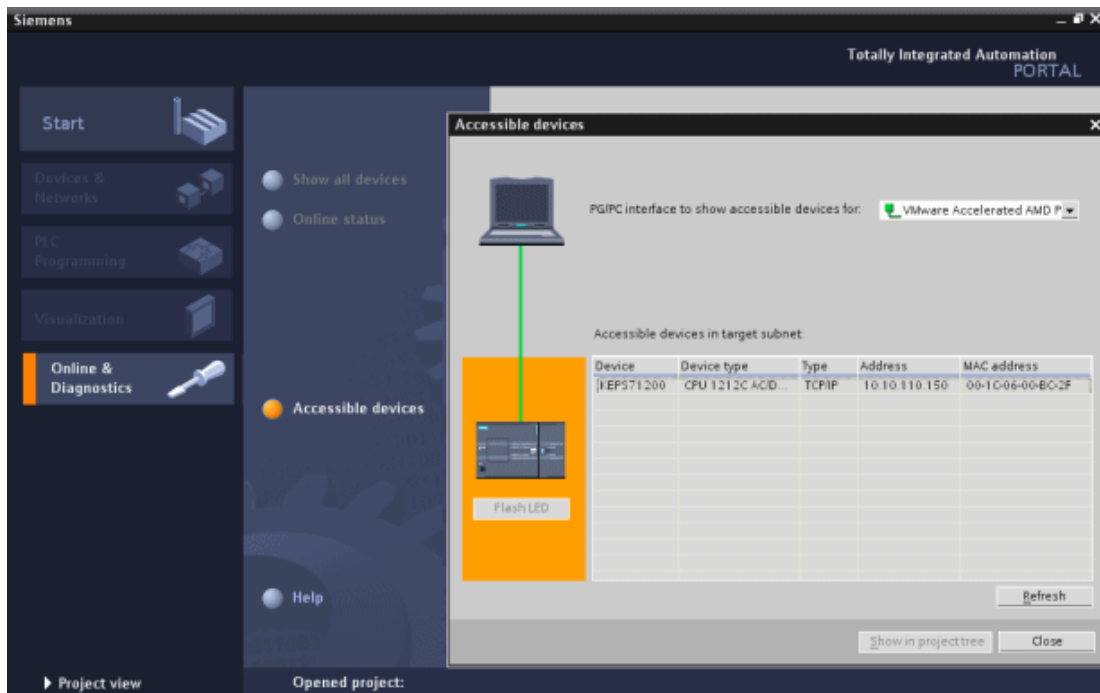 Siemens
Totally Integrated Automation
PORTAL
Start
Devices &
Networks
PLC
Programming
Visualization
Online &
Diagnostics
Project view
Show all devices
Online status
Accessible devices
Help
Opened project:
Accessible devices
PG/PC interface to show accessible devices for:
VMware Accelerated AMD P
Accessible devices in target subnet:
Device Device type Type Address MAC address
KEPS71200 CPU 1212C AC/D... TCP/IP 10.10.110.150 00-1C-06-00-BC-2F
Flash LED
Refresh
Show in project tree
Close